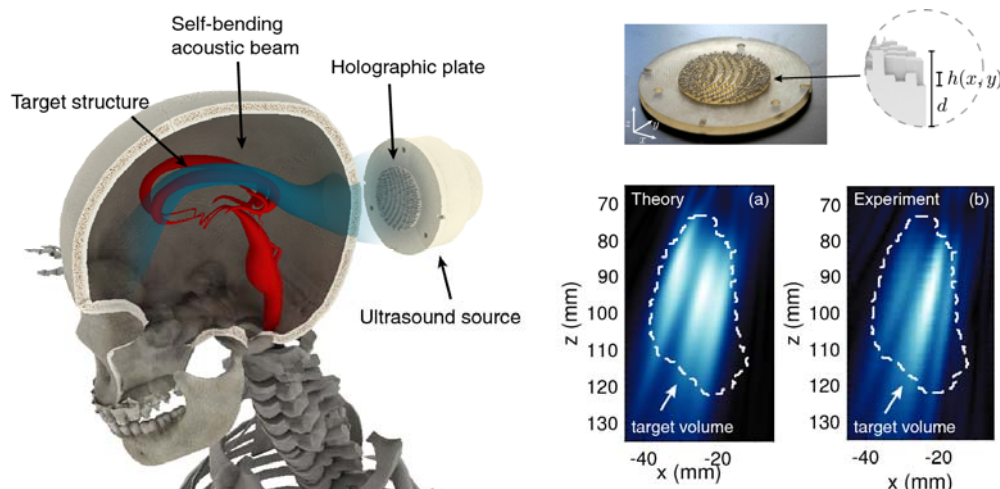 Self-bending
acoustic beam
Holographic plate
Target structure
Ultrasound source
z
y
x
h(x, y)
d
Theory
(a)
70
80
90
100
110
120
130
z (mm)
target volume
-40
-20
x (mm)
Experiment
(b)
70
80
90
100
110
120
130
z (mm)
target volume
-40
-20
x (mm)